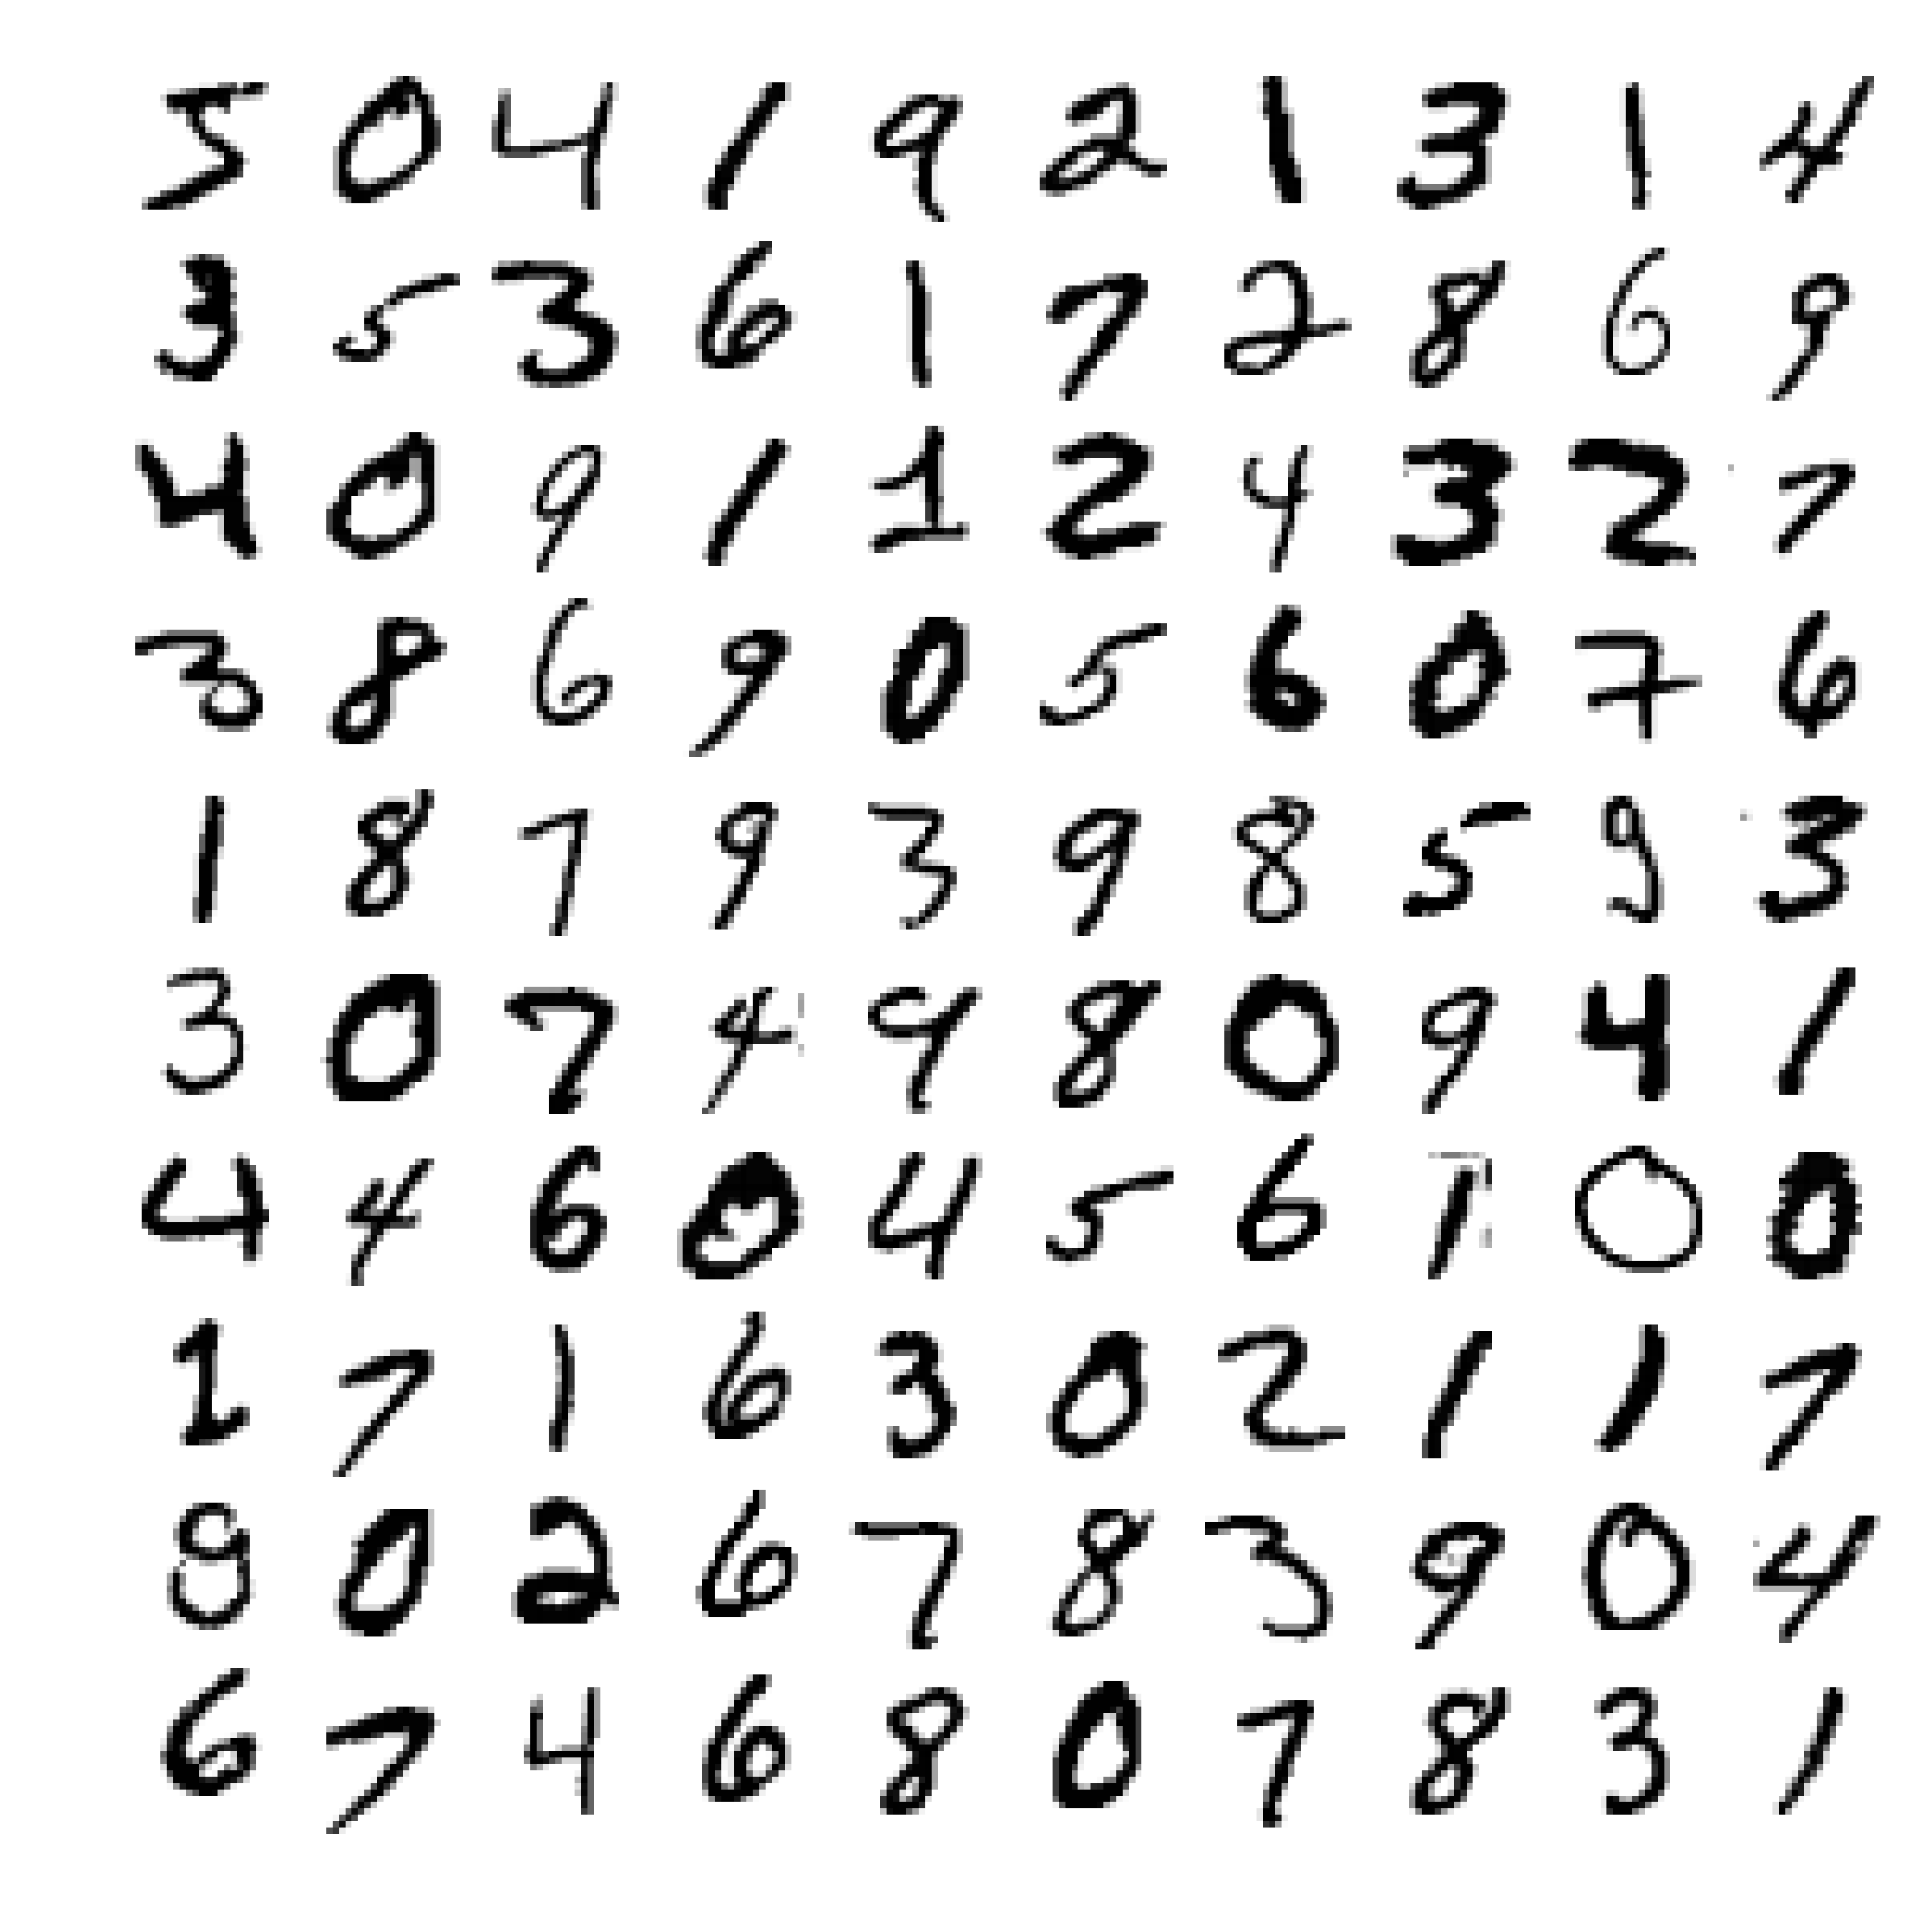 5 0 4 1 9 2 1 3 1 4
3 5 3 6 1 7 2 8 6 9
4 0 9 1 1 2 4 3 2 7
3 8 6 9 0 5 6 0 7 6
1 8 7 9 3 9 8 5 9 3
3 0 7 4 9 8 0 9 4 1
4 4 6 0 4 5 6 1 0 0
1 7 1 6 3 0 2 1 1 7
8 0 2 6 7 8 3 9 0 4
6 7 4 6 8 0 7 8 3 1